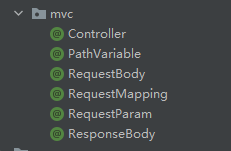 mvc
Controller
PathVariable
RequestBody
RequestMapping
RequestParam
ResponseBody